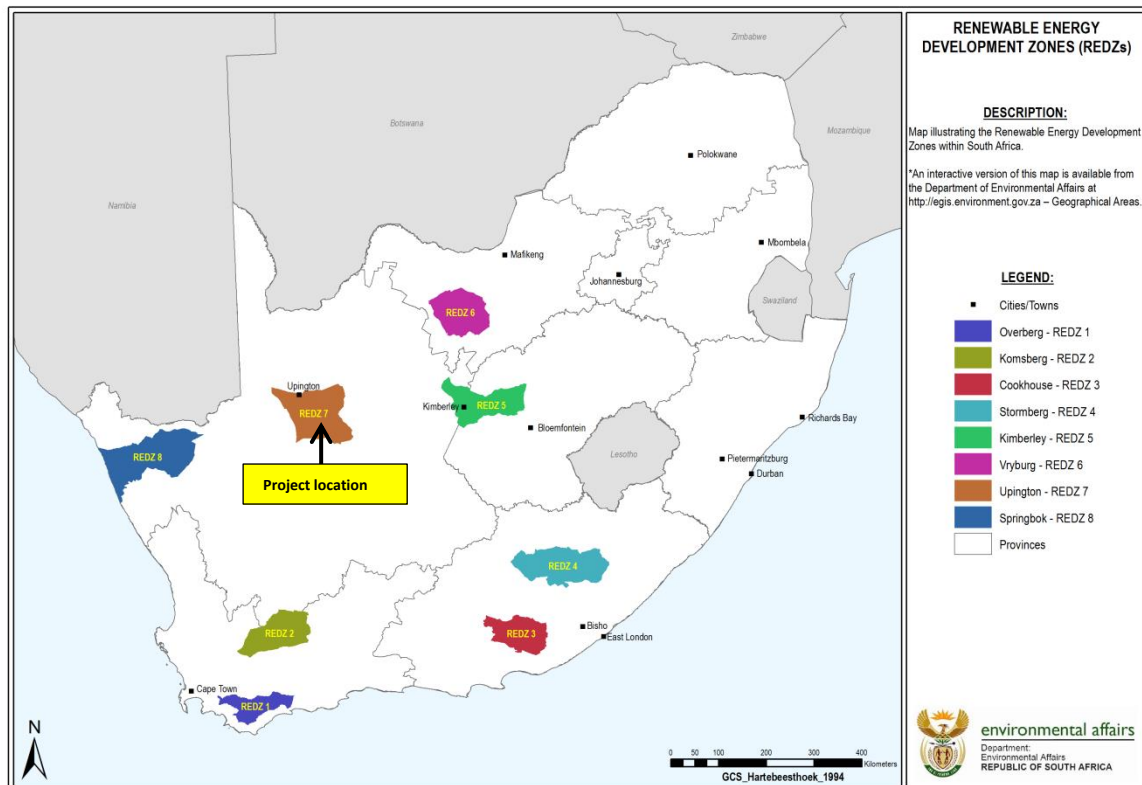 Zimbabwe
Botswana
Mozambique
Namibia
Polokwane
Mbombela
Mafikeng
Johannesburg
Swaziland
REDZ 6
Upington
REDZ 7
Kimberley
REDZ 5
Bloemfontein
Richards Bay
REDZ 8
Lesotho
Pietermaritzburg
Durban
Project location
REDZ 4
REDZ 2
REDZ 3
Bisho
East London
Cape Town
REDZ 1
N
0 50 100 200 300 400
Kilometers
GCS_Hartebeesthoek_1994
RENEWABLE ENERGY
DEVELOPMENT ZONES (REDZs)
DESCRIPTION:
Map illustrating the Renewable Energy Development
Zones within South Africa.
*An interactive version of this map is available from
the Department of Environmental Affairs at
http://egis.environment.gov.za – Geographical Areas.
LEGEND:
Cities/Towns
Overberg - REDZ 1
Komsberg - REDZ 2
Cookhouse - REDZ 3
Stormberg - REDZ 4
Kimberley - REDZ 5
Vryburg - REDZ 6
Upington - REDZ 7
Springbok - REDZ 8
Provinces
environmental affairs
Department:
Environmental Affairs
REPUBLIC OF SOUTH AFRICA